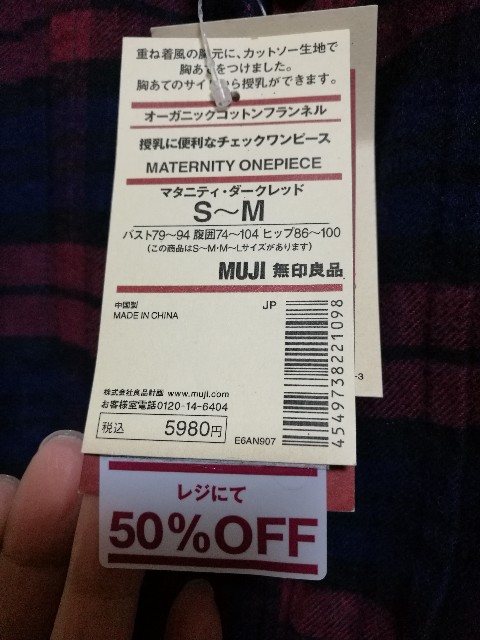 重ね着風の胸元に、カットソー生地で
胸あてをつけました。
胸あてのサイドから授乳ができます。
オーガニックコットンフランネル
授乳に便利なチェックワンピース
MATERNITY ONEPIECE
マタニティ・ダークレッド
S～M
バスト79～94 腹囲74～104 ヒップ86～100
(この商品はS～M・M～Lサイズがあります)
MUJI 無印良品
中国製
MADE IN CHINA
JP
4549738221098
株式会社良品計画 www.muji.com
お客様室電話0120-14-6404
税込 5980円
E6AN907
-3
レジにて
50%OFF